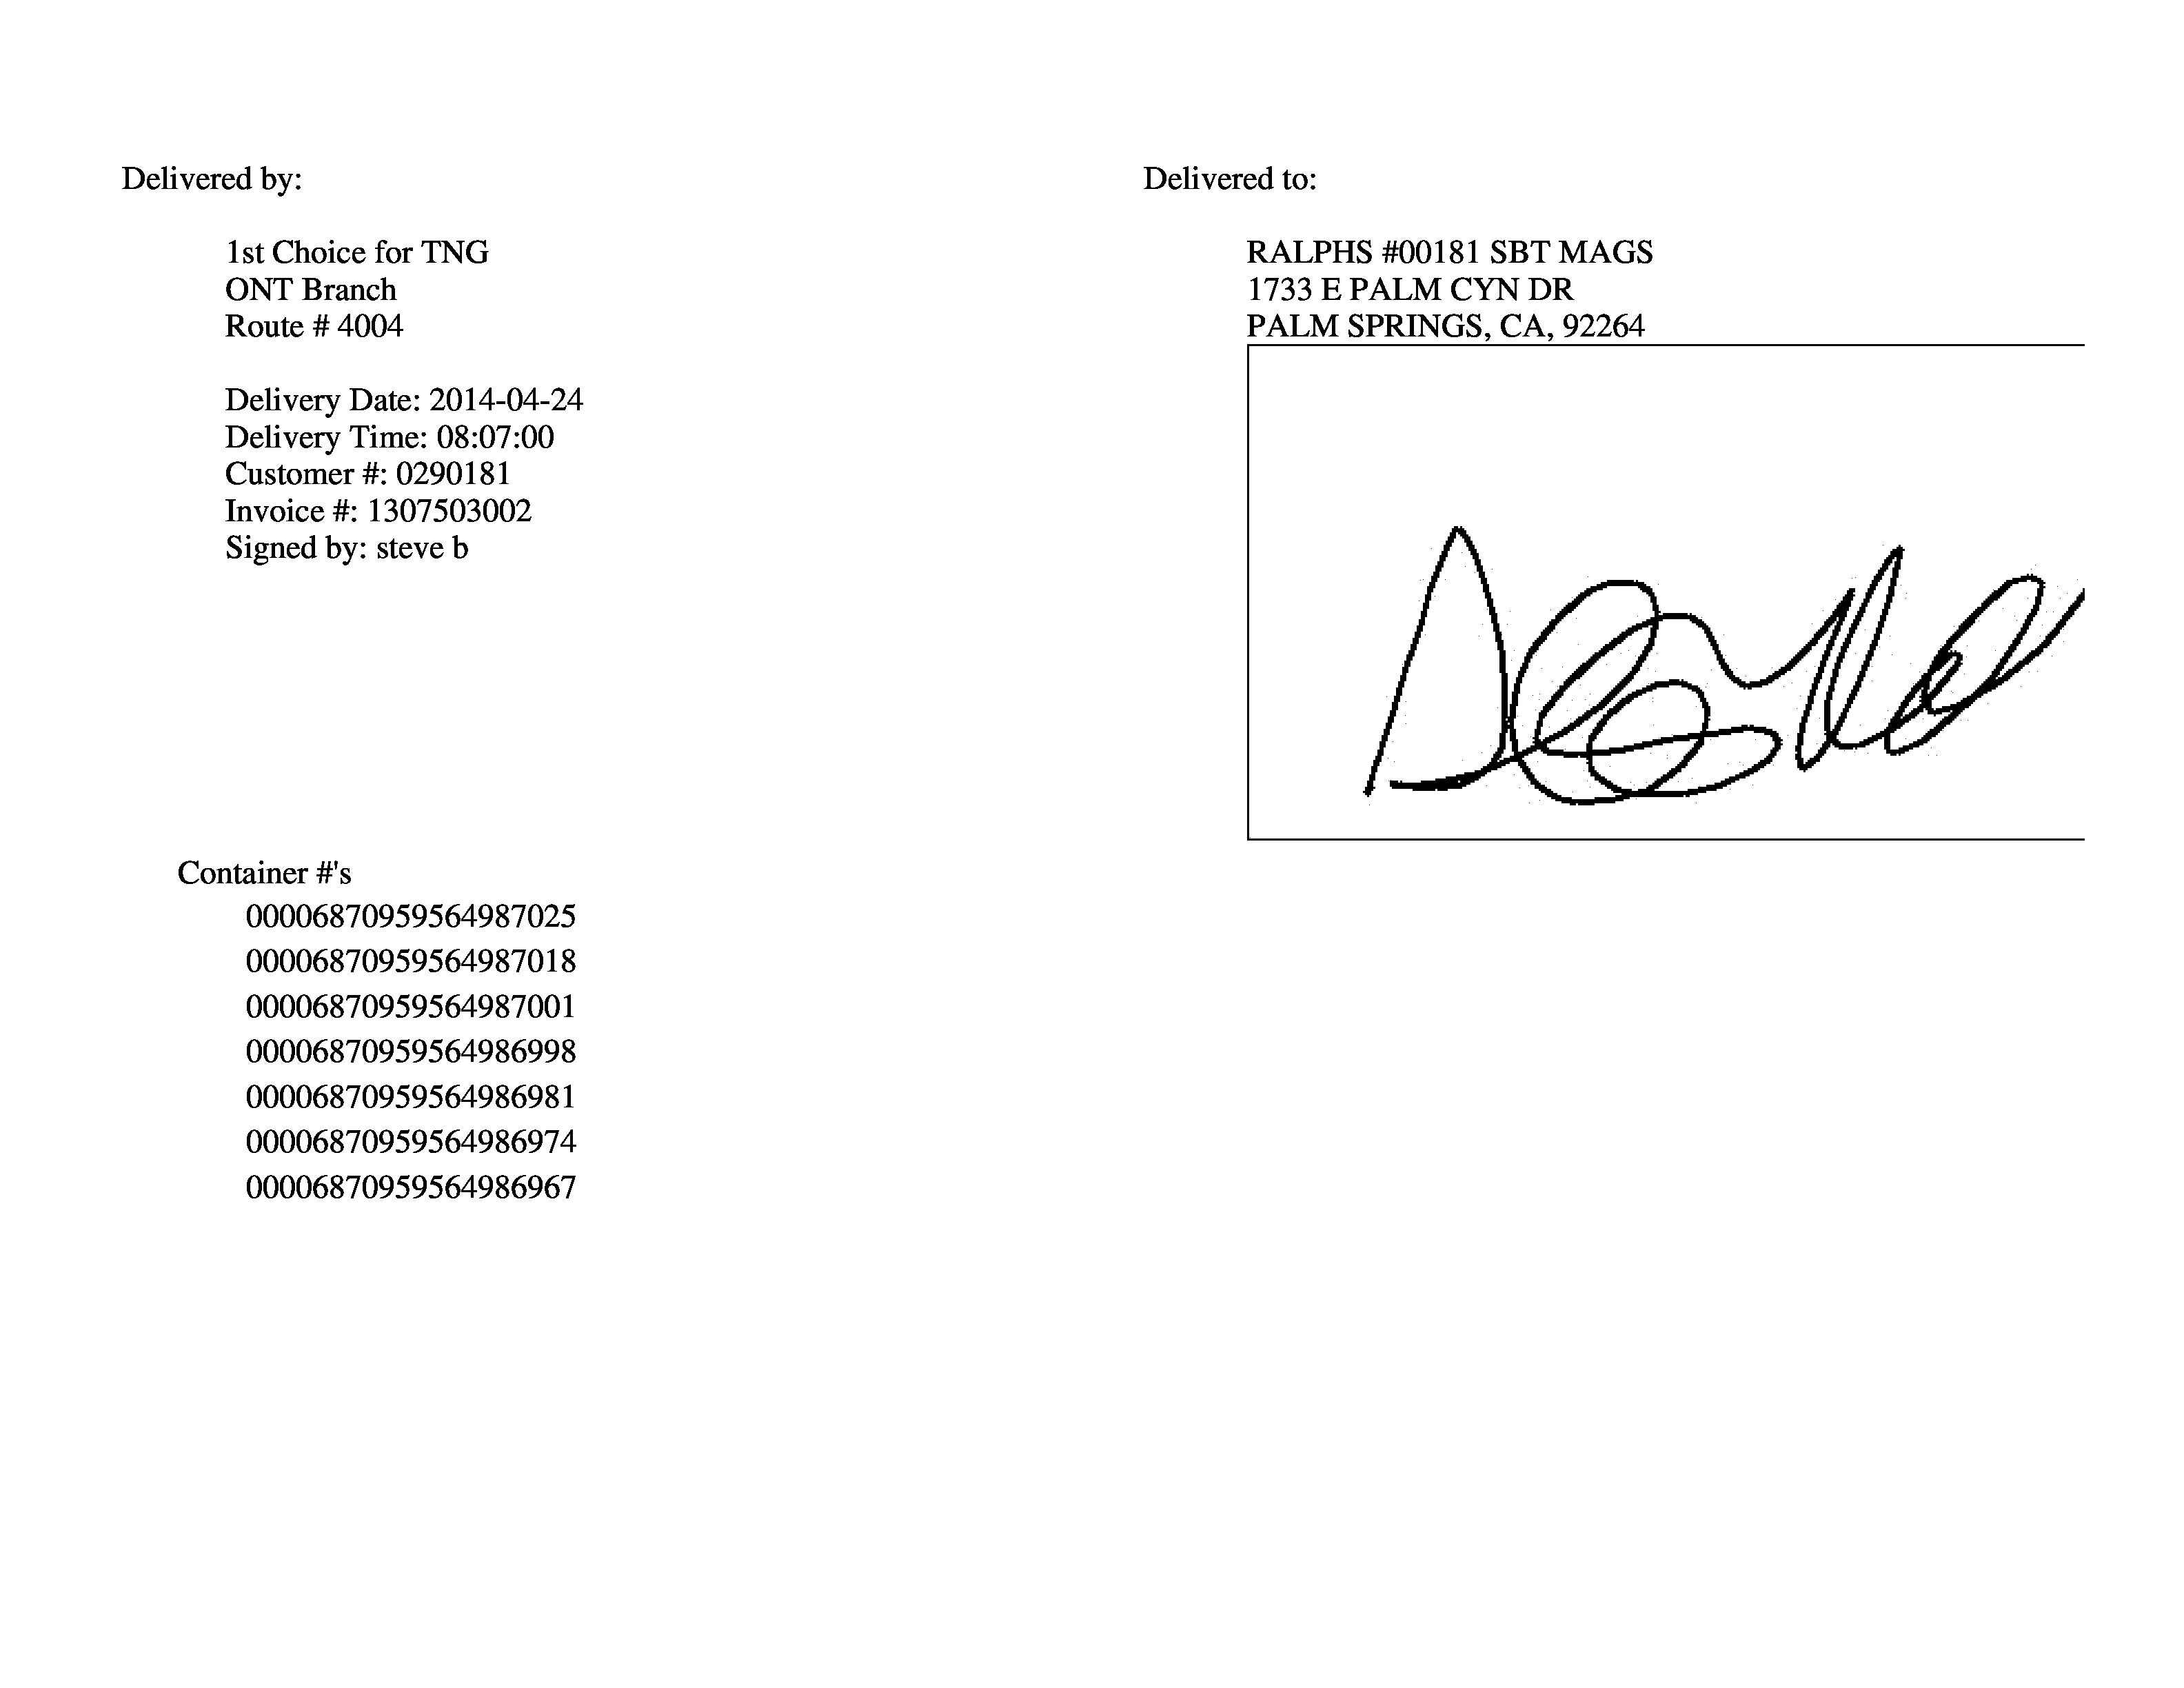 Delivered by:
1st Choice for TNG
ONT Branch
Route # 4004
Delivery Date: 2014-04-24
Delivery Time: 08:07:00
Customer #: 0290181
Invoice #: 1307503002
Signed by: steve b
Delivered to:
RALPHS #00181 SBT MAGS
1733 E PALM CYN DR
PALM SPRINGS, CA, 92264
Container #'s
00006870959564987025
00006870959564987018
00006870959564987001
00006870959564986998
00006870959564986981
00006870959564986974
00006870959564986967